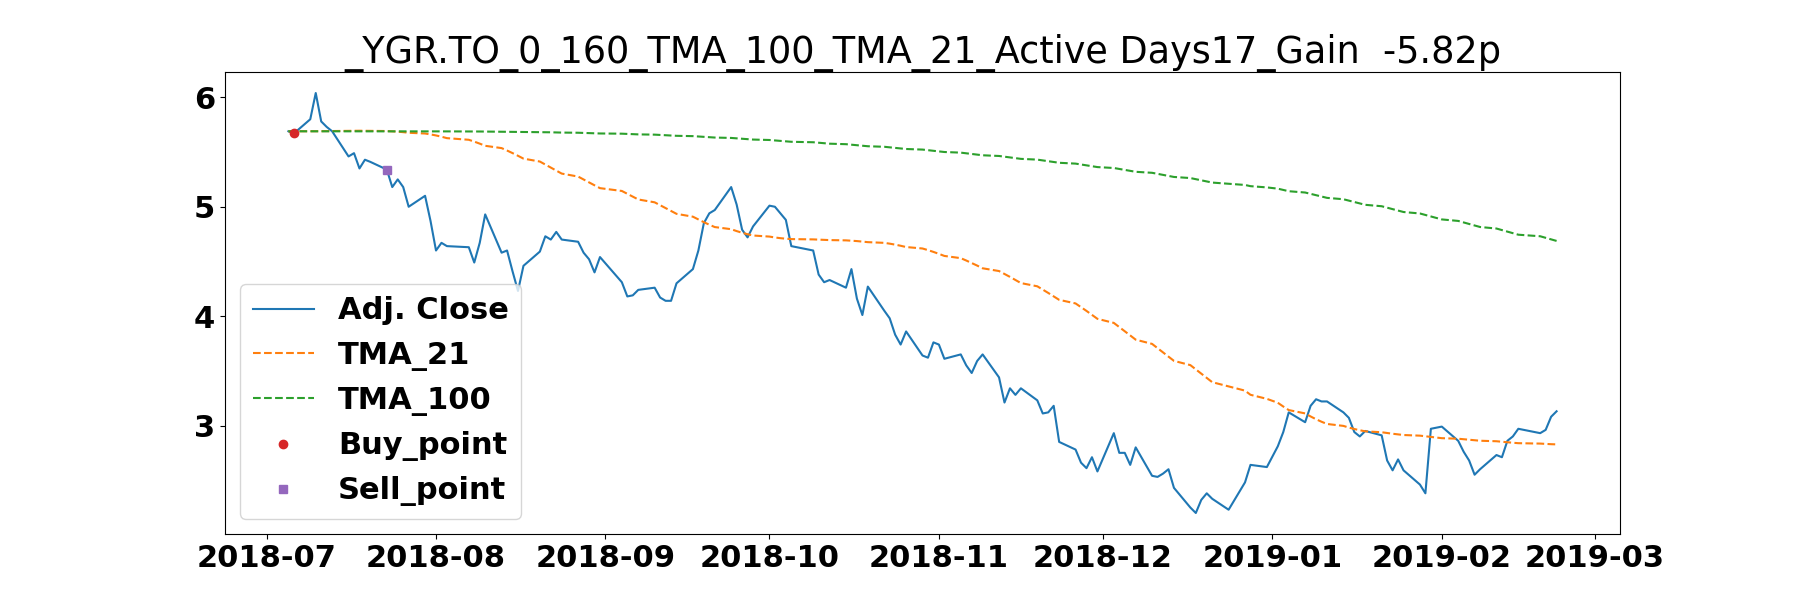 _YGR.TO_0_160_TMA_100_TMA_21_Active Days17_Gain  -5.82p
6
5
4
3
Adj. Close
TMA_21
TMA_100
Buy_point
Sell_point
2018-07 2018-08 2018-09 2018-10 2018-11 2018-12 2019-01 2019-02 2019-03